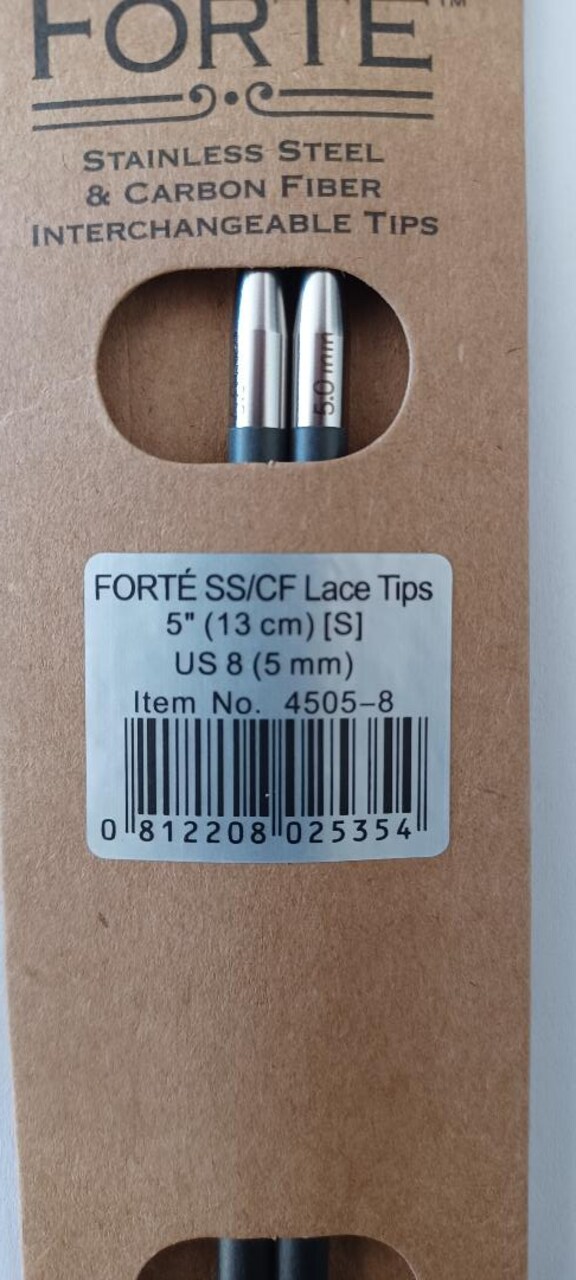 FORTE™
STAINLESS STEEL
& CARBON FIBER
INTERCHANGEABLE TIPS
5.0 mm
FORTÉ SS/CF Lace Tips
5" (13 cm) [S]
US 8 (5 mm)
Item No. 4505-8
0 812208 025354